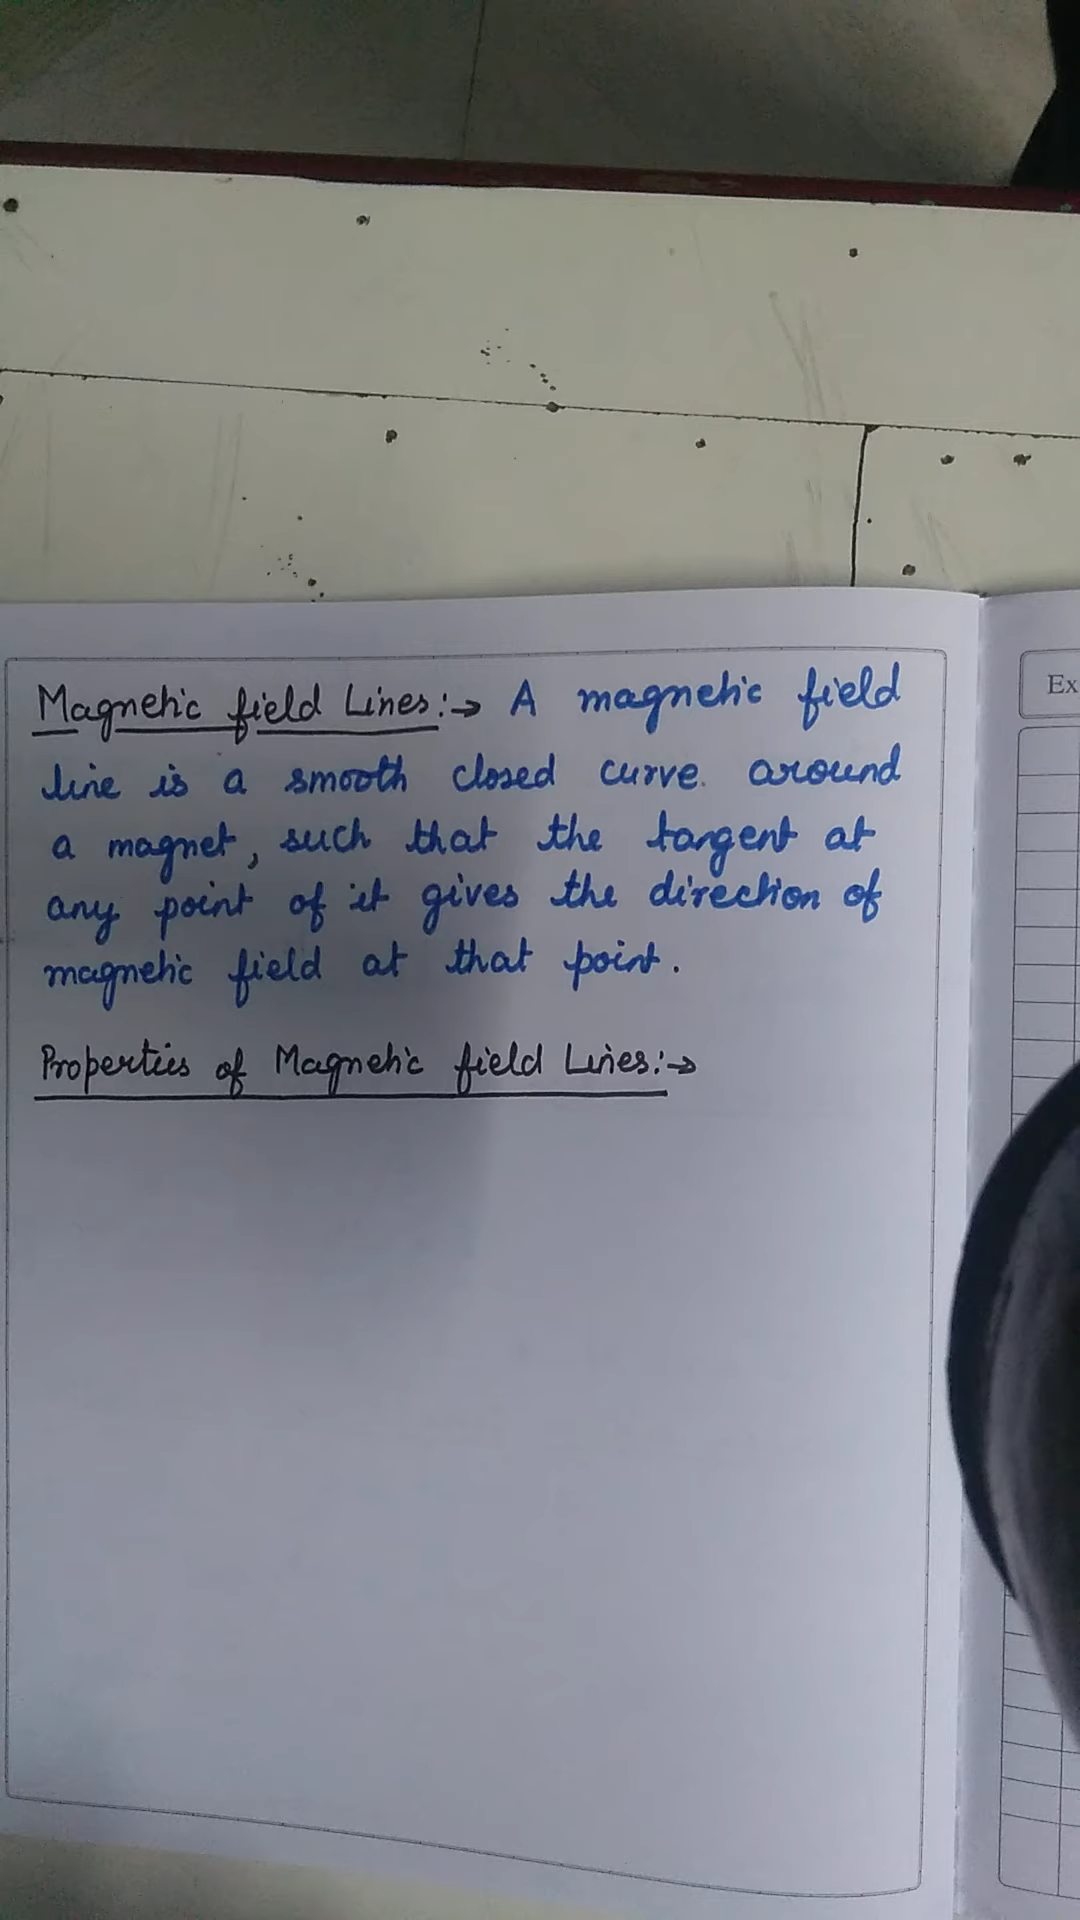 Magnetic field Lines:→ A magnetic field
line is a smooth closed curve around
a magnet, such that the tangent at
any point of it gives the direction of
magnetic field at that point.
Properties of Magnetic field Lines:→
Ex